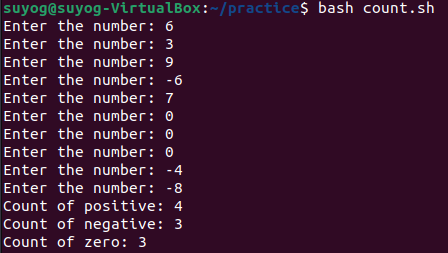 suyog@suyog-VirtualBox:~/practice$ bash count.sh
Enter the number: 6
Enter the number: 3
Enter the number: 9
Enter the number: -6
Enter the number: 7
Enter the number: 0
Enter the number: 0
Enter the number: 0
Enter the number: -4
Enter the number: -8
Count of positive: 4
Count of negative: 3
Count of zero: 3